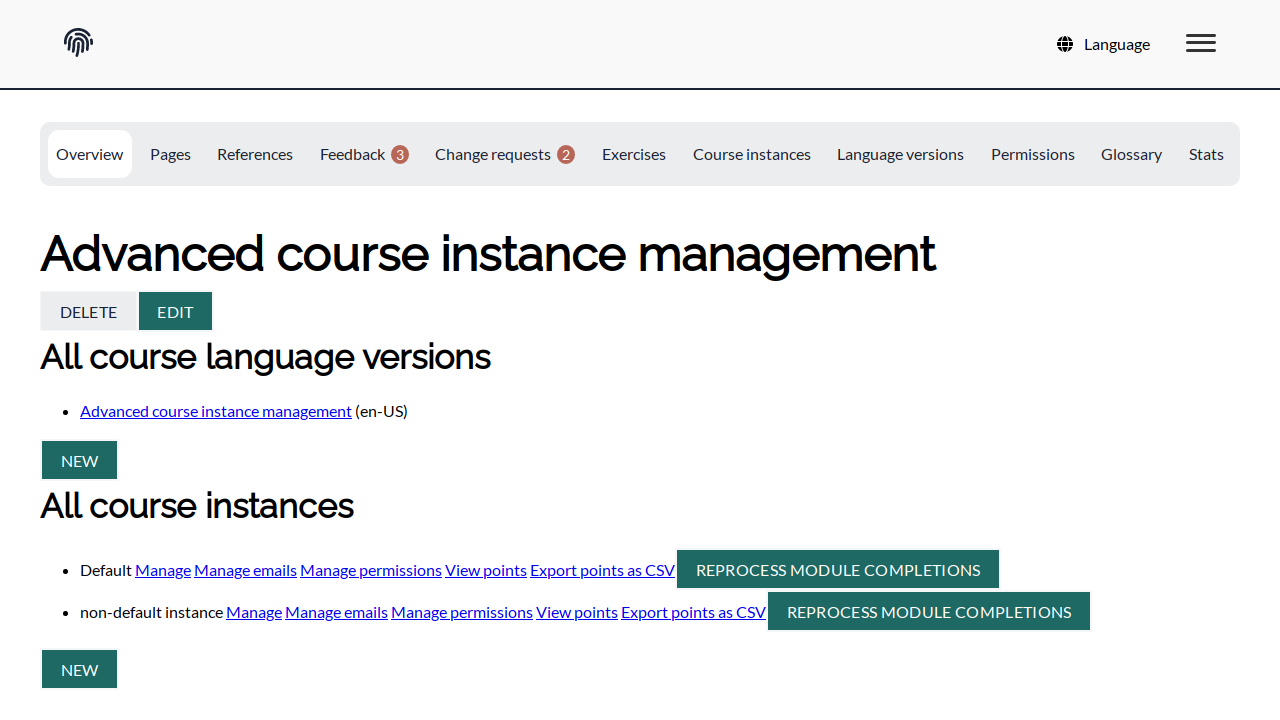 Language
Overview Pages References Feedback 3 Change requests 2 Exercises Course instances Language versions Permissions Glossary Stats
Advanced course instance management
DELETE EDIT
All course language versions
Advanced course instance management (en-US)
NEW
All course instances
Default Manage Manage emails Manage permissions View points Export points as CSV REPROCESS MODULE COMPLETIONS
non-default instance Manage Manage emails Manage permissions View points Export points as CSV REPROCESS MODULE COMPLETIONS
NEW